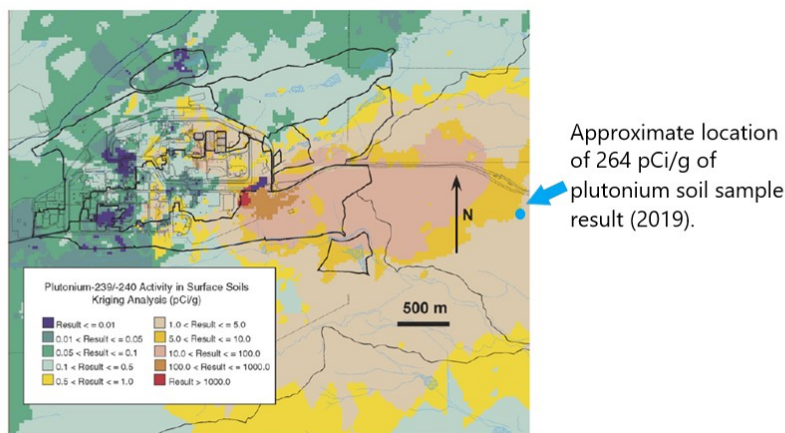 Approximate location
of 264 pCi/g of
plutonium soil sample
result (2019).
N
500 m
Plutonium-239/-240 Activity in Surface Soils
Kriging Analysis (pCi/g)
Result <= 0.01
0.01 < Result <= 0.05
0.05 < Result <= 0.1
0.1 < Result <= 0.5
0.5 < Result <= 1.0
1.0 < Result <= 5.0
5.0 < Result <= 10.0
10.0 < Result <= 100.0
100.0 < Result <= 1000.0
Result > 1000.0